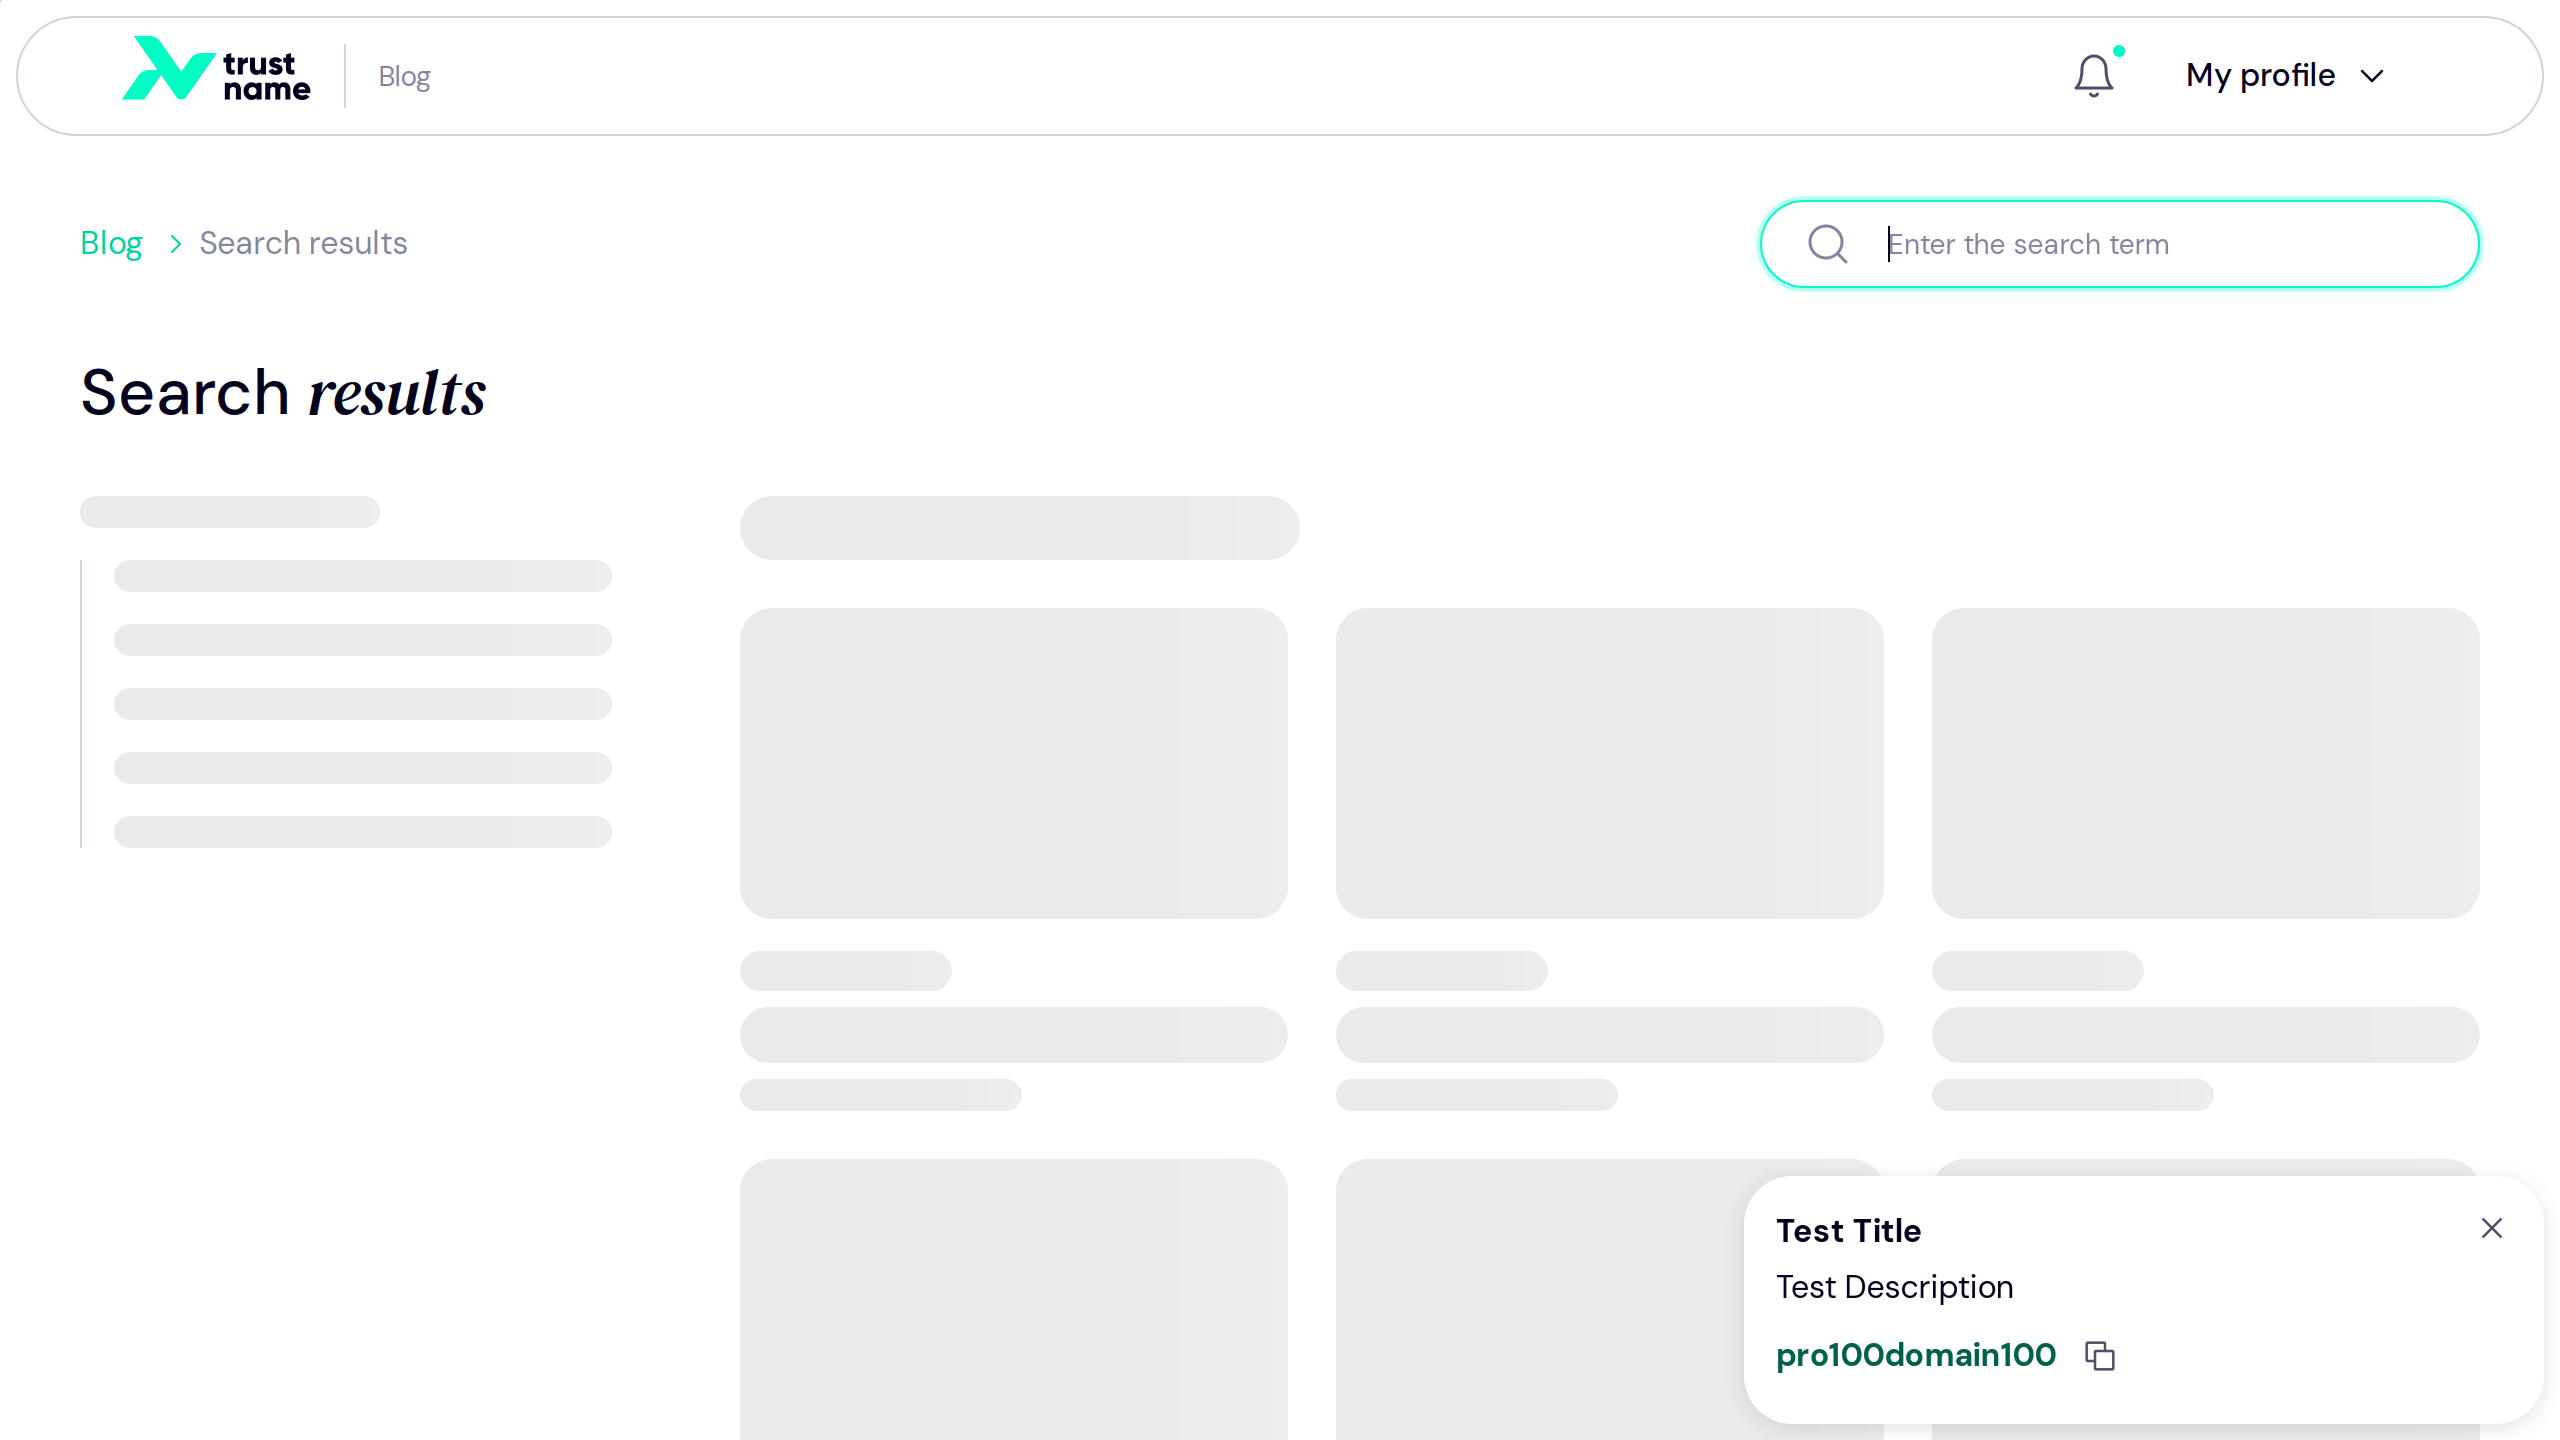 trust
name
Blog
My profile
Blog > Search results
Enter the search term
Search results
Test Title
Test Description
pro100domain100